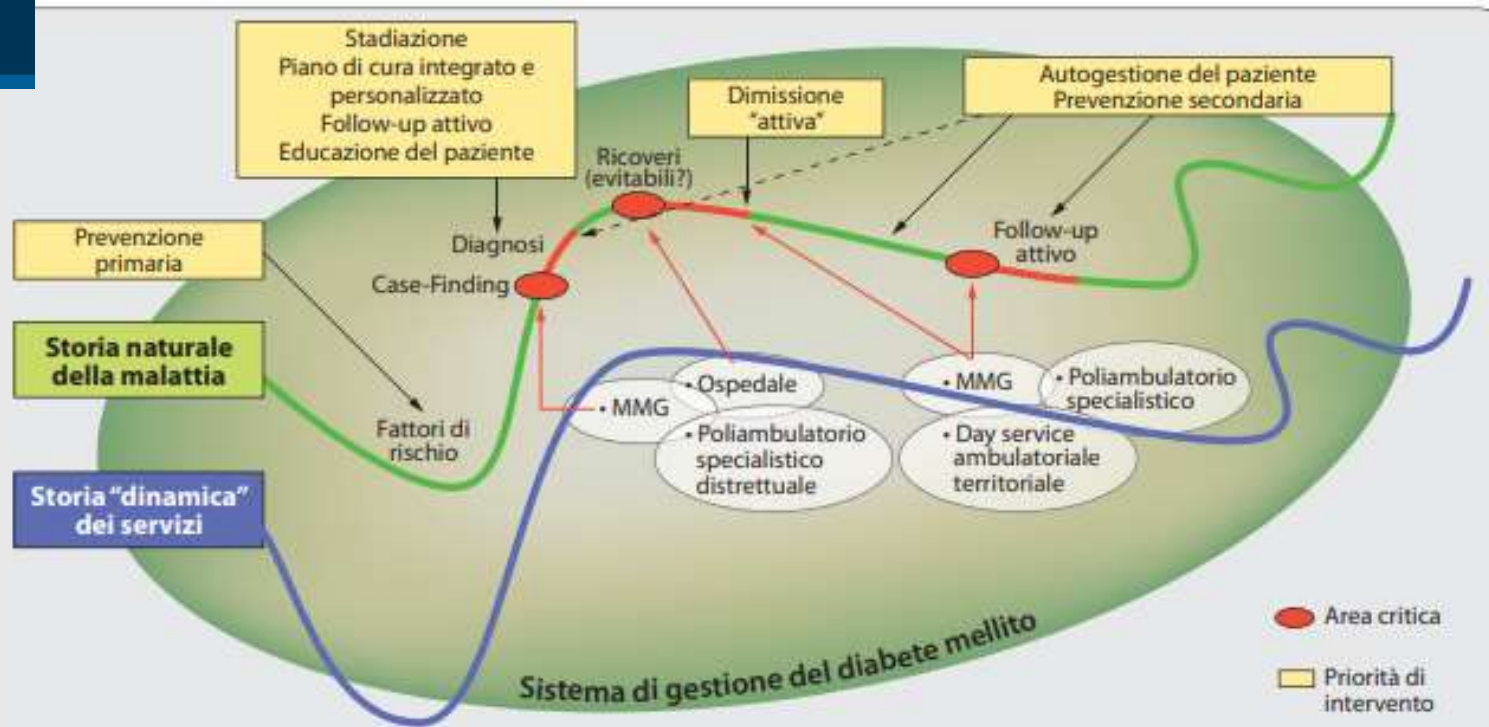 Stadiazione
Piano di cura integrato e
personalizzato
Follow-up attivo
Educazione del paziente
Dimissione
"attiva"
Autogestione del paziente
Prevenzione secondaria
Ricoveri
(evitabili?)
Prevenzione
primaria
Diagnosi
Case-Finding
Follow-up
attivo
Storia naturale
della malattia
Fattori di
rischio
• MMG
• Ospedale
• Poliambulatorio
specialistico
distrettuale
• MMG
• Poliambulatorio
specialistico
• Day service
ambulatoriale
territoriale
Storia "dinamica"
dei servizi
Sistema di gestione del diabete mellito
Area critica
Priorità di
intervento